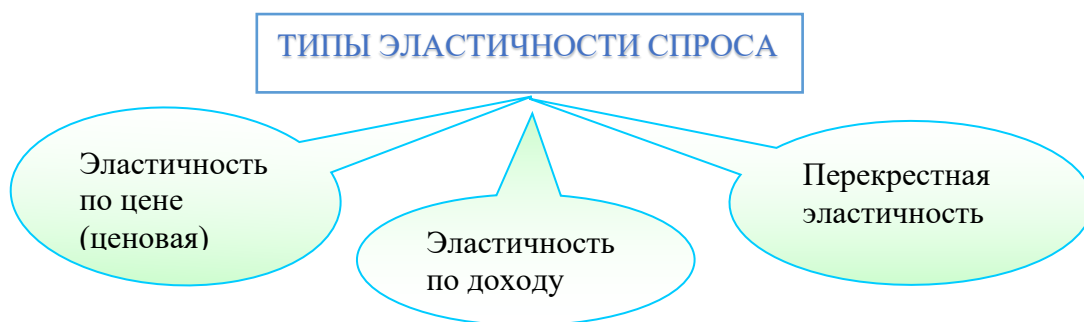 ТИПЫ ЭЛАСТИЧНОСТИ СПРОСА
Эластичность
по цене
(ценовая)
Эластичность
по доходу
Перекрестная
эластичность